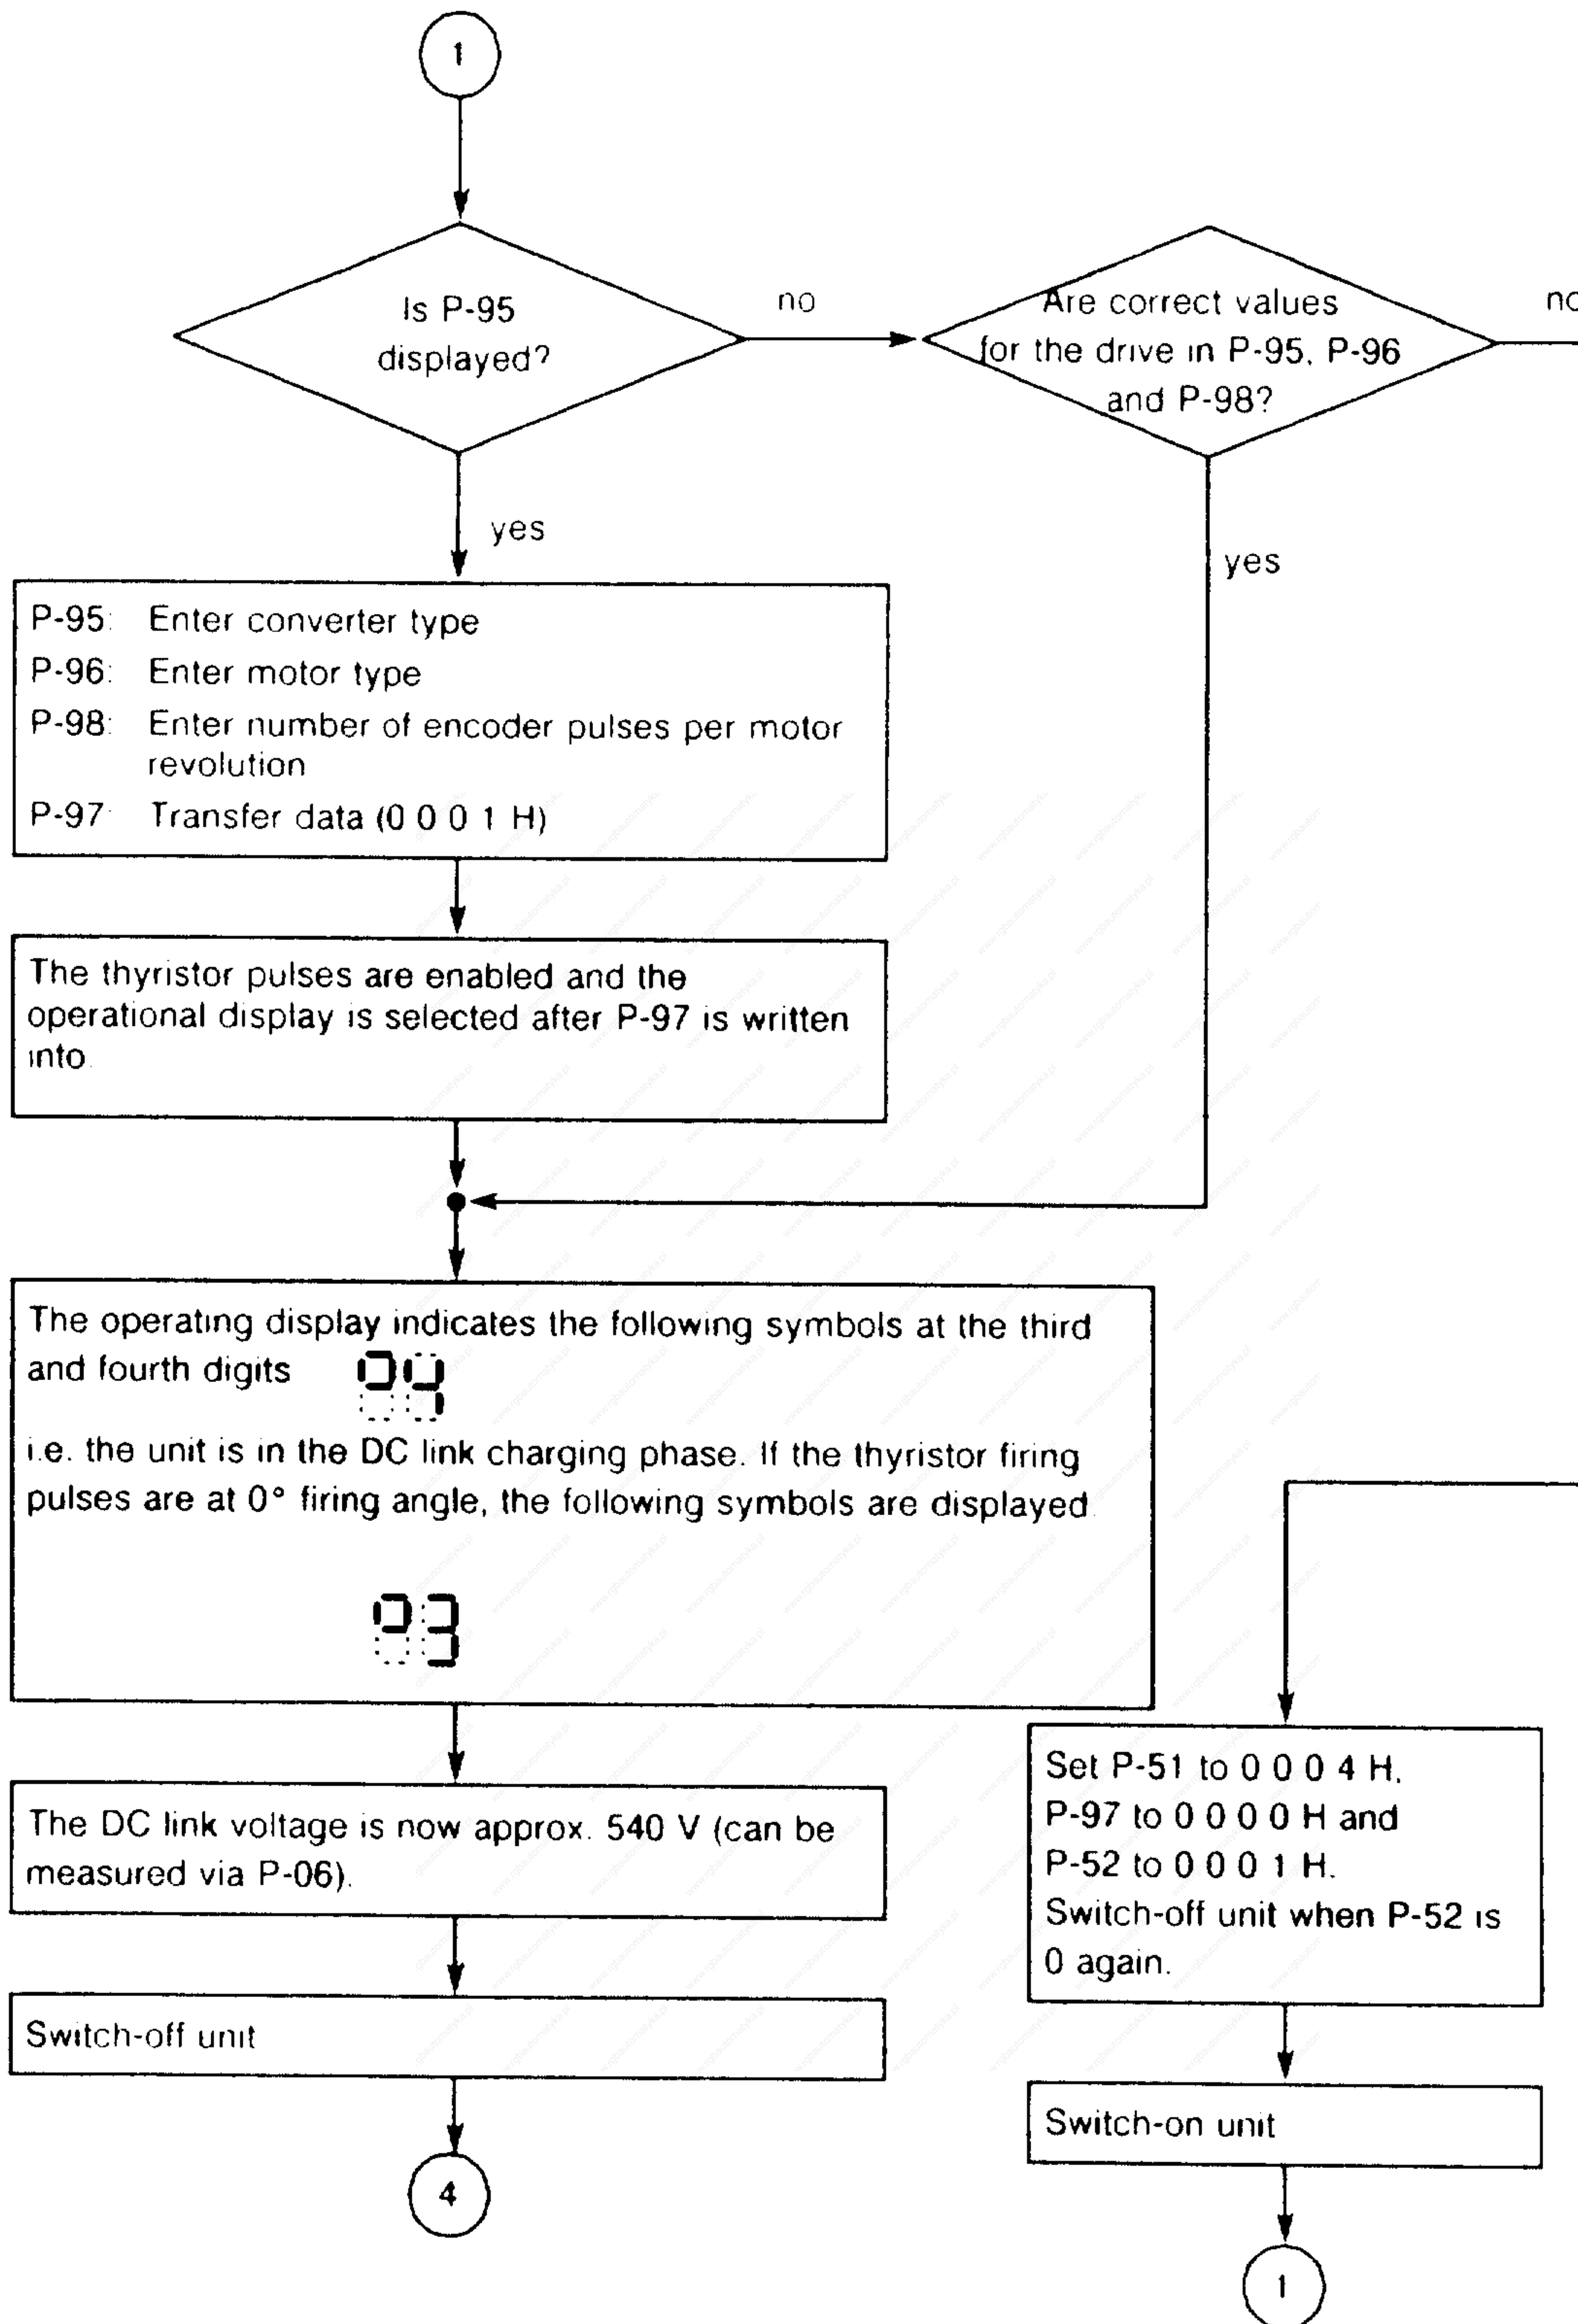 1
Is P-95
displayed?
no
Are correct values
for the drive in P-95, P-96
and P-98?
no
yes
yes
P-95: Enter converter type
P-96: Enter motor type
P-98: Enter number of encoder pulses per motor
revolution
P-97: Transfer data (0 0 0 1 H)
The thyristor pulses are enabled and the
operational display is selected after P-97 is written
into.
The operating display indicates the following symbols at the third
and fourth digits
i.e. the unit is in the DC link charging phase. If the thyristor firing
pulses are at 0° firing angle, the following symbols are displayed
The DC link voltage is now approx. 540 V (can be
measured via P-06).
Switch-off unit
4
Set P-51 to 0 0 0 4 H,
P-97 to 0 0 0 0 H and
P-52 to 0 0 0 1 H.
Switch-off unit when P-52 is
0 again.
Switch-on unit
1